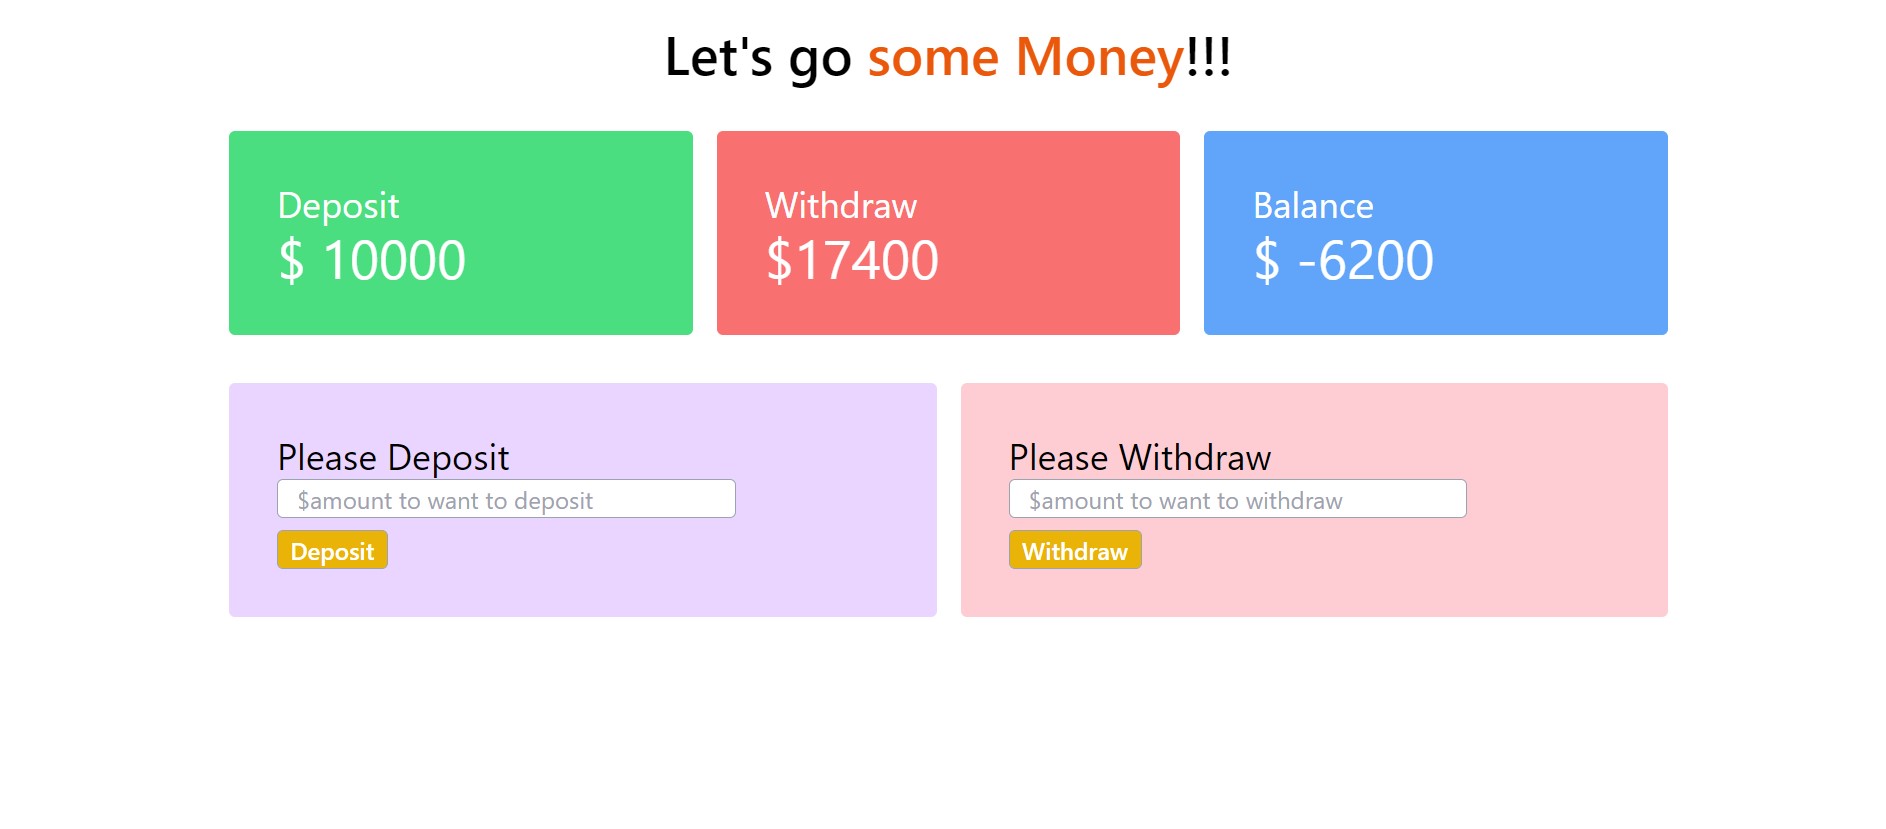 Let's go some Money!!!
Deposit
$ 10000
Withdraw
$17400
Balance
$ -6200
Please Deposit
$amount to want to deposit
Deposit
Please Withdraw
$amount to want to withdraw
Withdraw